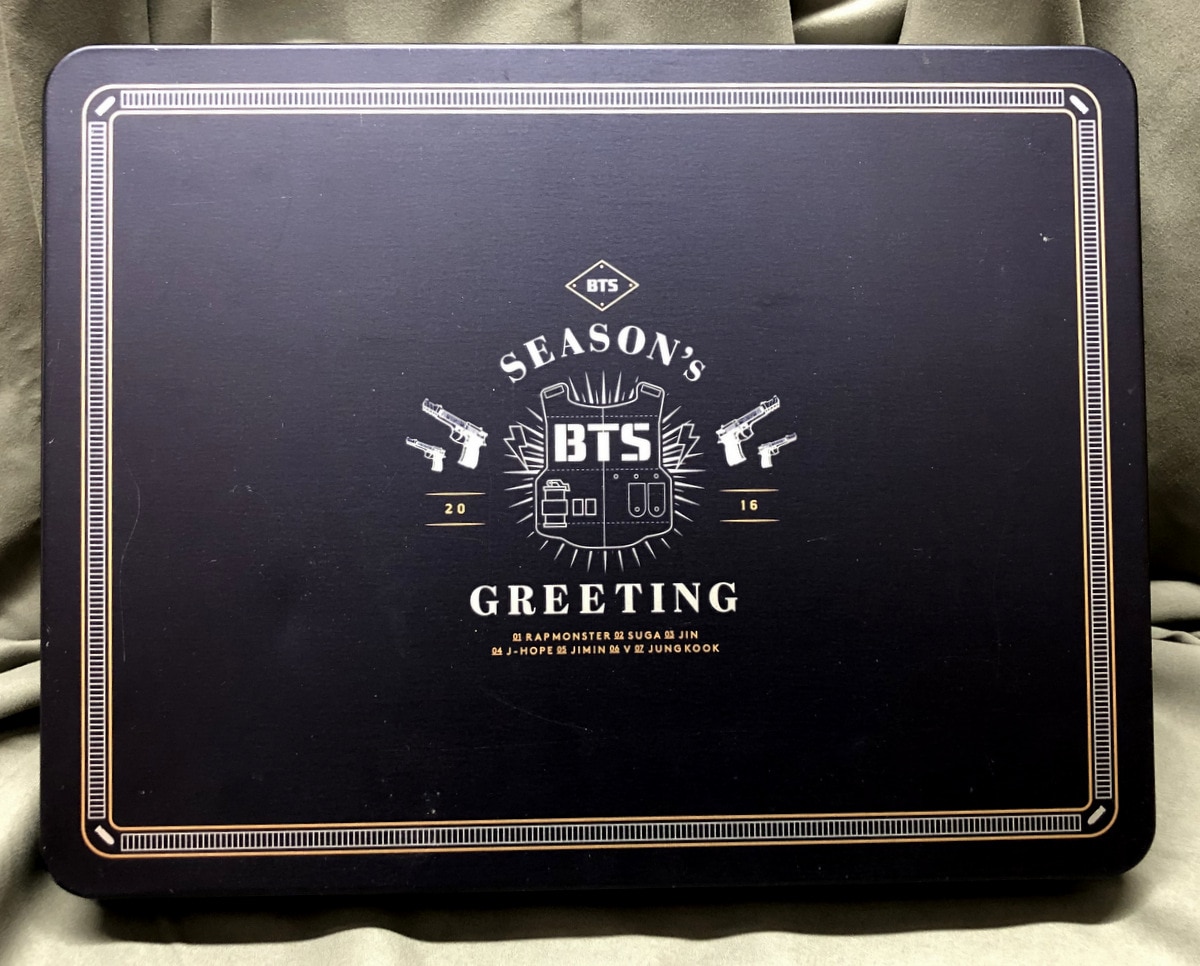 BTS
SEASON's
BTS
20
16
GREETING
01 RAPMONSTER 02 SUGA 03 JIN
04 J-HOPE 05 JIMIN 06 V 07 JUNGKOOK